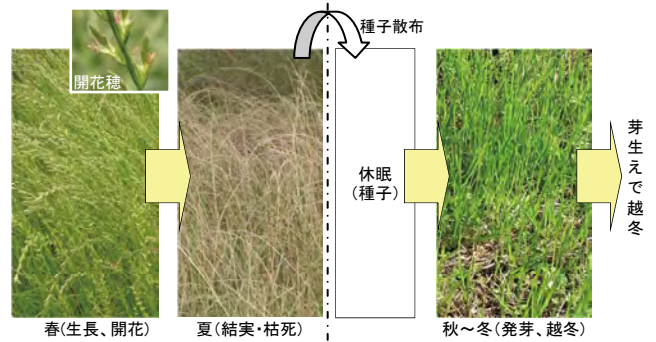 種子散布
開花穂
休眠
(種子)
芽生えで越冬
春(生長、開花)
夏(結実・枯死)
秋～冬(発芽、越冬)